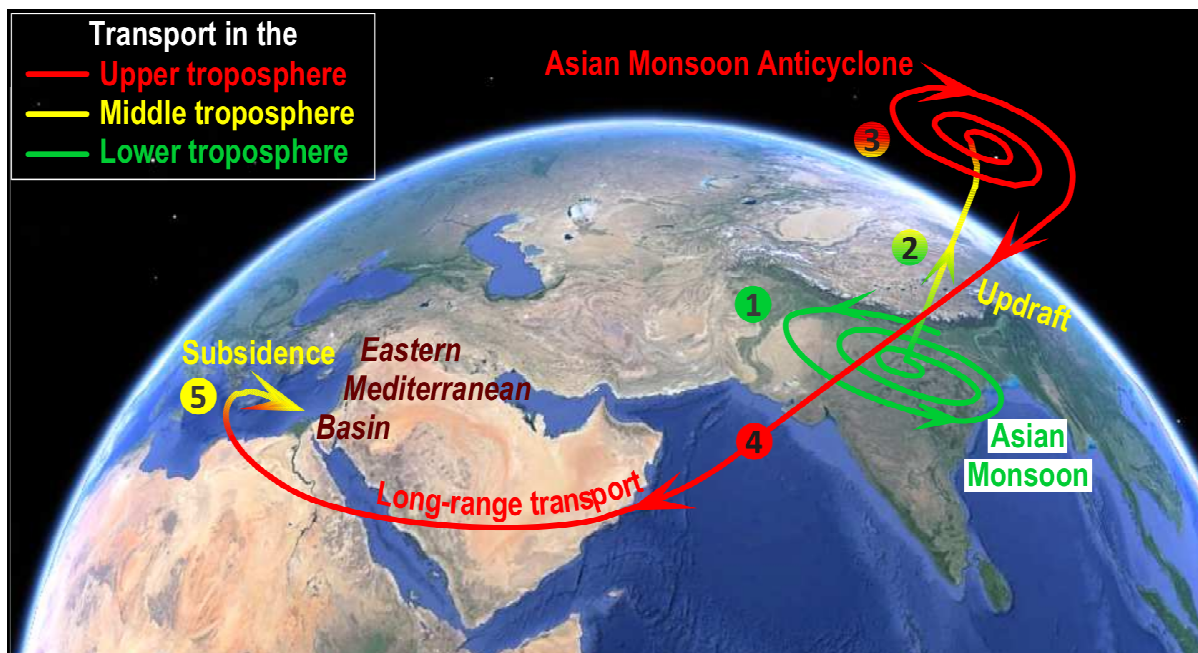 Transport in the
Upper troposphere
Middle troposphere
Lower troposphere
Asian Monsoon Anticyclone
3
2
1
Updraft
Subsidence
5
Eastern
Mediterranean
Basin
4
Asian
Monsoon
Long-range transport